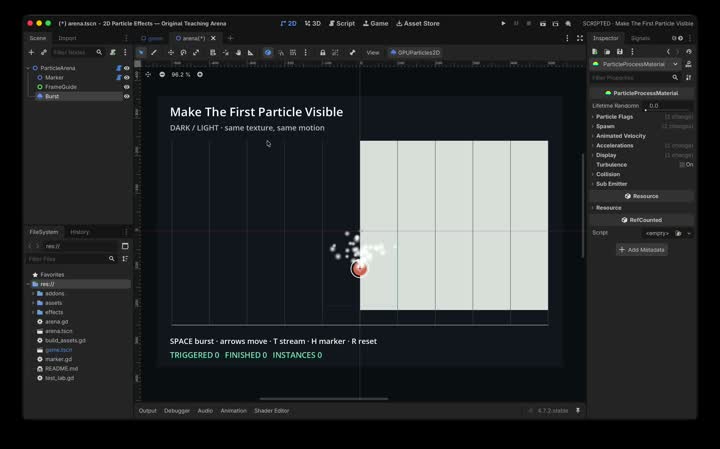 (*) arena.tscn - 2D Particle Effects — Original Teaching Arena
2D
3D
Script
Game
Asset Store
SCRIPTED · Make The First Particle Visible
Scene
Import
Filter Nodes
ParticleArena
Marker
FrameGuide
Burst
game
arena(*)
View
GPUParticles2D
96.2 %
Make The First Particle Visible
DARK / LIGHT · same texture, same motion
SPACE burst · arrows move · T stream · H marker · R reset
TRIGGERED 0 FINISHED 0 INSTANCES 0
FileSystem
History
res://
Filter Files
Favorites
res://
addons
assets
effects
arena.gd
arena.tscn
build_assets.gd
game.tscn
marker.gd
README.md
test_lab.gd
Output
Debugger
Audio
Animation
Shader Editor
4.7.2.stable
Inspector
Signals
ParticleProcessMaterial
Filter Properties
ParticleProcessMaterial
Lifetime Randomn
0.0
Particle Flags
(1 change)
Spawn
Animated Velocity
Accelerations
Display
Turbulence
On
Collision
Sub Emitter
Resource
Resource
RefCounted
Script
<empty>
Add Metadata